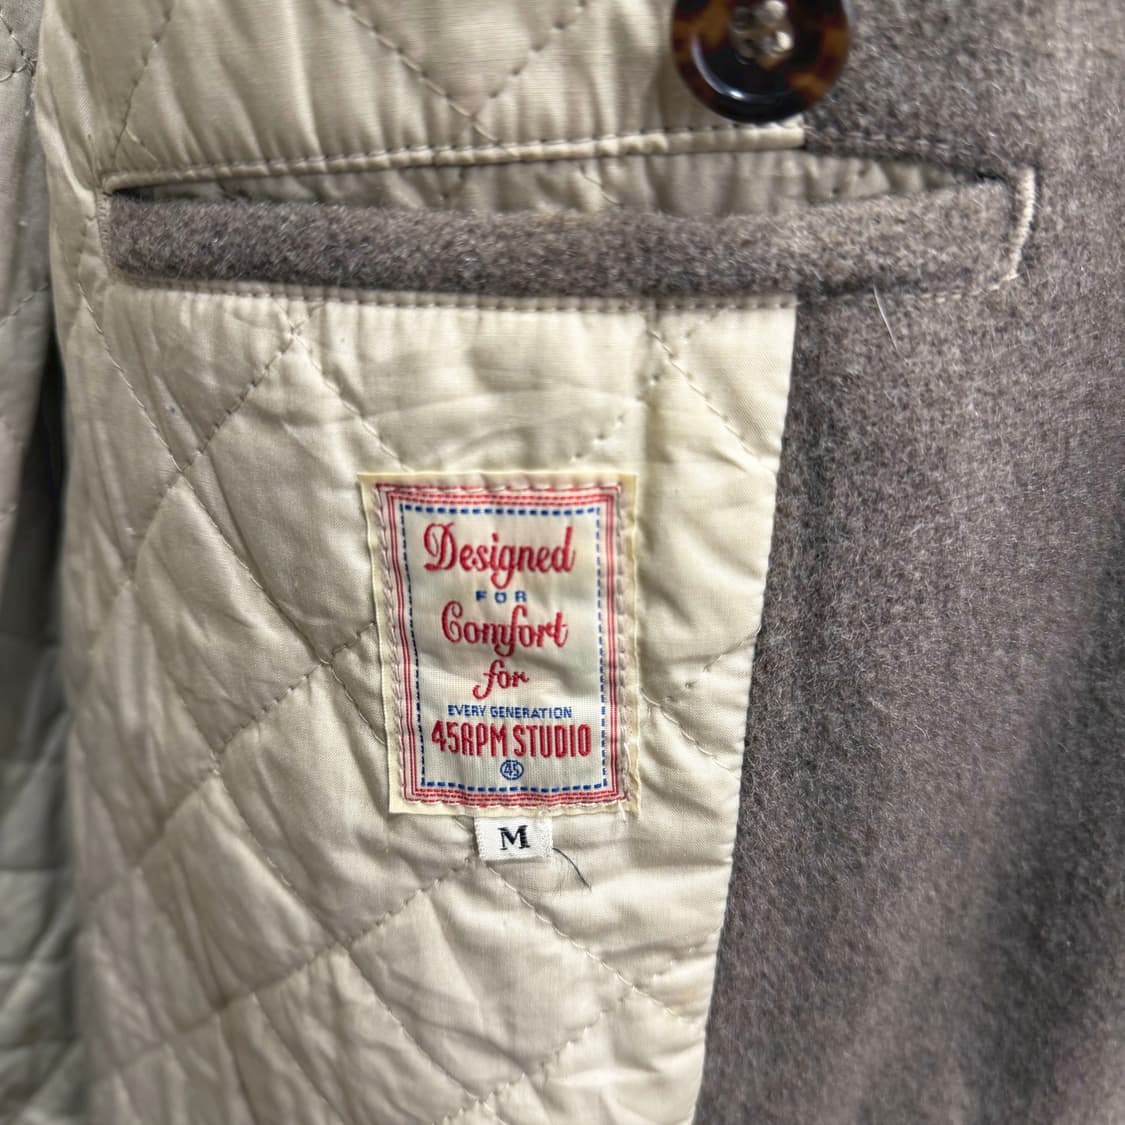 Designed
FOR
Comfort
for
EVERY GENERATION
45RPM STUDIO
45
M